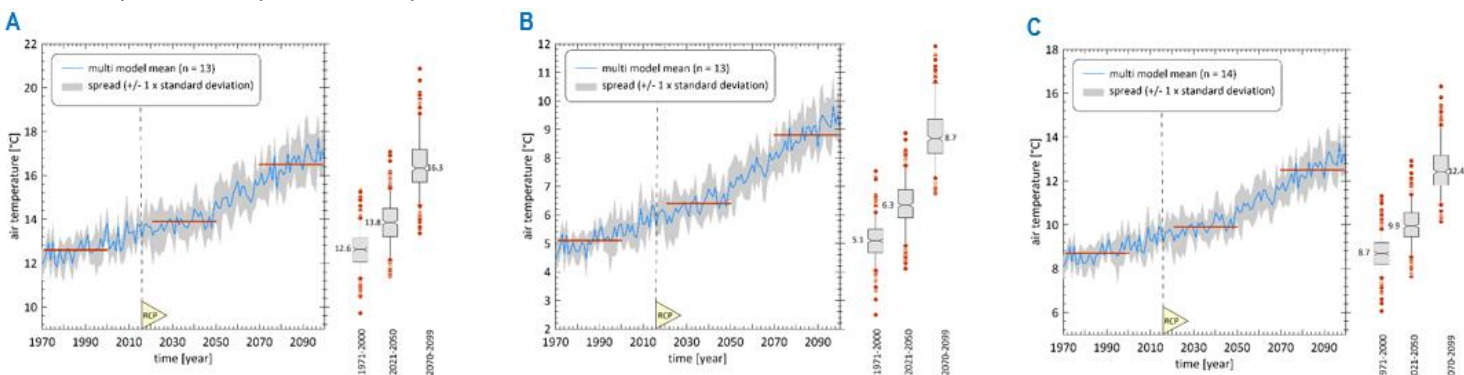 A
22
20
18
16
14
12
10
air temperature [°C]
multi model mean (n = 13)
spread (+/- 1 x standard deviation)
RCP
1970 1990 2010 2030 2050 2070 2090
time [year]
12.6
13.8
16.3
1971-2000
2021-2050
2070-2099
B
12
11
10
9
8
7
6
5
4
3
2
air temperature [°C]
multi model mean (n = 13)
spread (+/- 1 x standard deviation)
RCP
1970 1990 2010 2030 2050 2070 2090
time [year]
5.1
6.3
8.7
1971-2000
2021-2050
2070-2099
C
18
16
14
12
10
8
6
air temperature [°C]
multi model mean (n = 14)
spread (+/- 1 x standard deviation)
RCP
1970 1990 2010 2030 2050 2070 2090
time [year]
8.7
9.9
12.4
971-2000
021-2050
070-2099